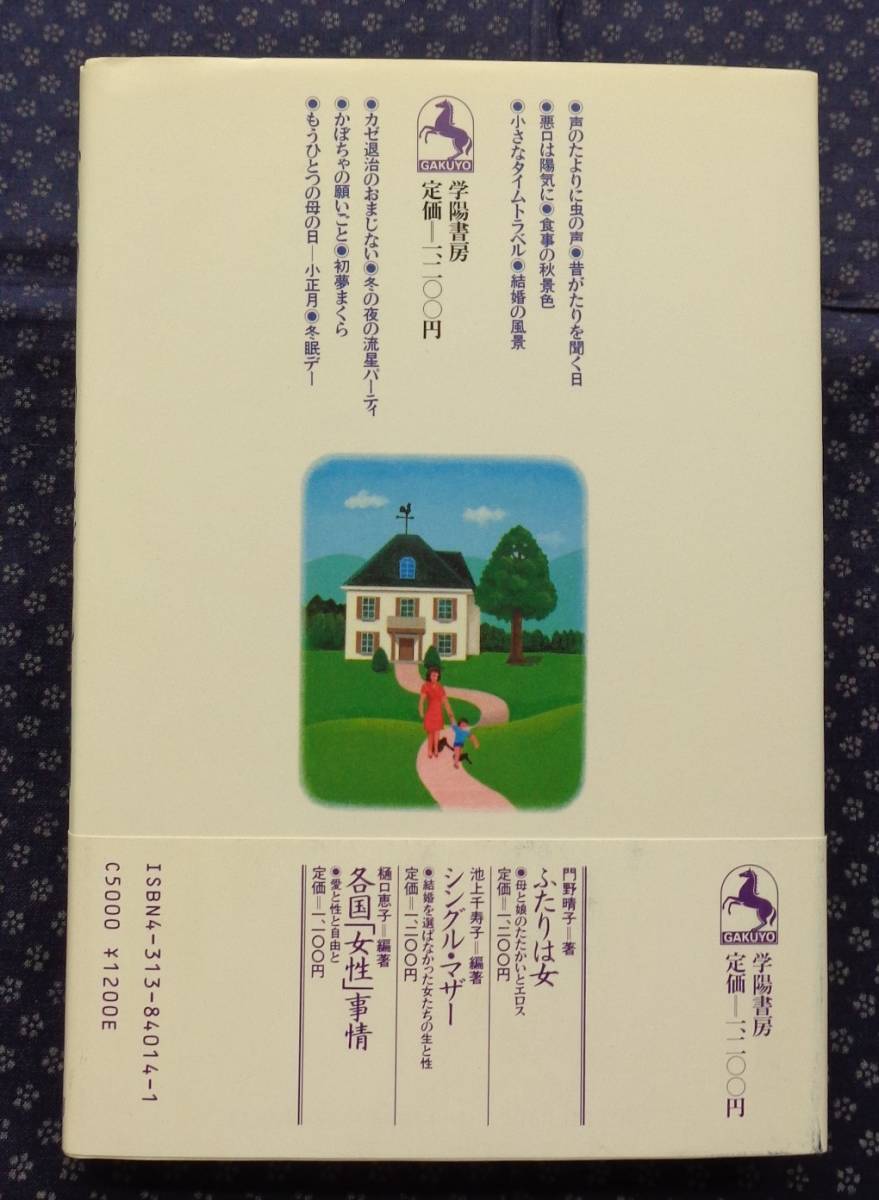 ●声のたよりに虫の声●昔がたりを聞く日
●悪口は陽気に●食事の秋景色
●小さなタイムトラベル●結婚の風景
GAKUYO
学陽書房
定価＝一、二〇〇円
●カゼ退治のおまじない●冬の夜の流星パーティ
●かぼちゃの願いごと●初夢まくら
●もうひとつの母の日—小正月●冬眠デー
GAKUYO
学陽書房
定価＝一、二〇〇円
門野晴子＝著
ふたりは女
●母と娘のたたかいとエロス
定価＝一、二〇〇円
池上千寿子＝編著
シングル・マザー
●結婚を選ばなかった女たちの生と性
定価＝一、二〇〇円
樋口恵子＝編著
各国「女性」事情
●愛と性と自由と
定価＝一、一〇〇円
ISBN4-313-84014-1
C5000 ¥1200E